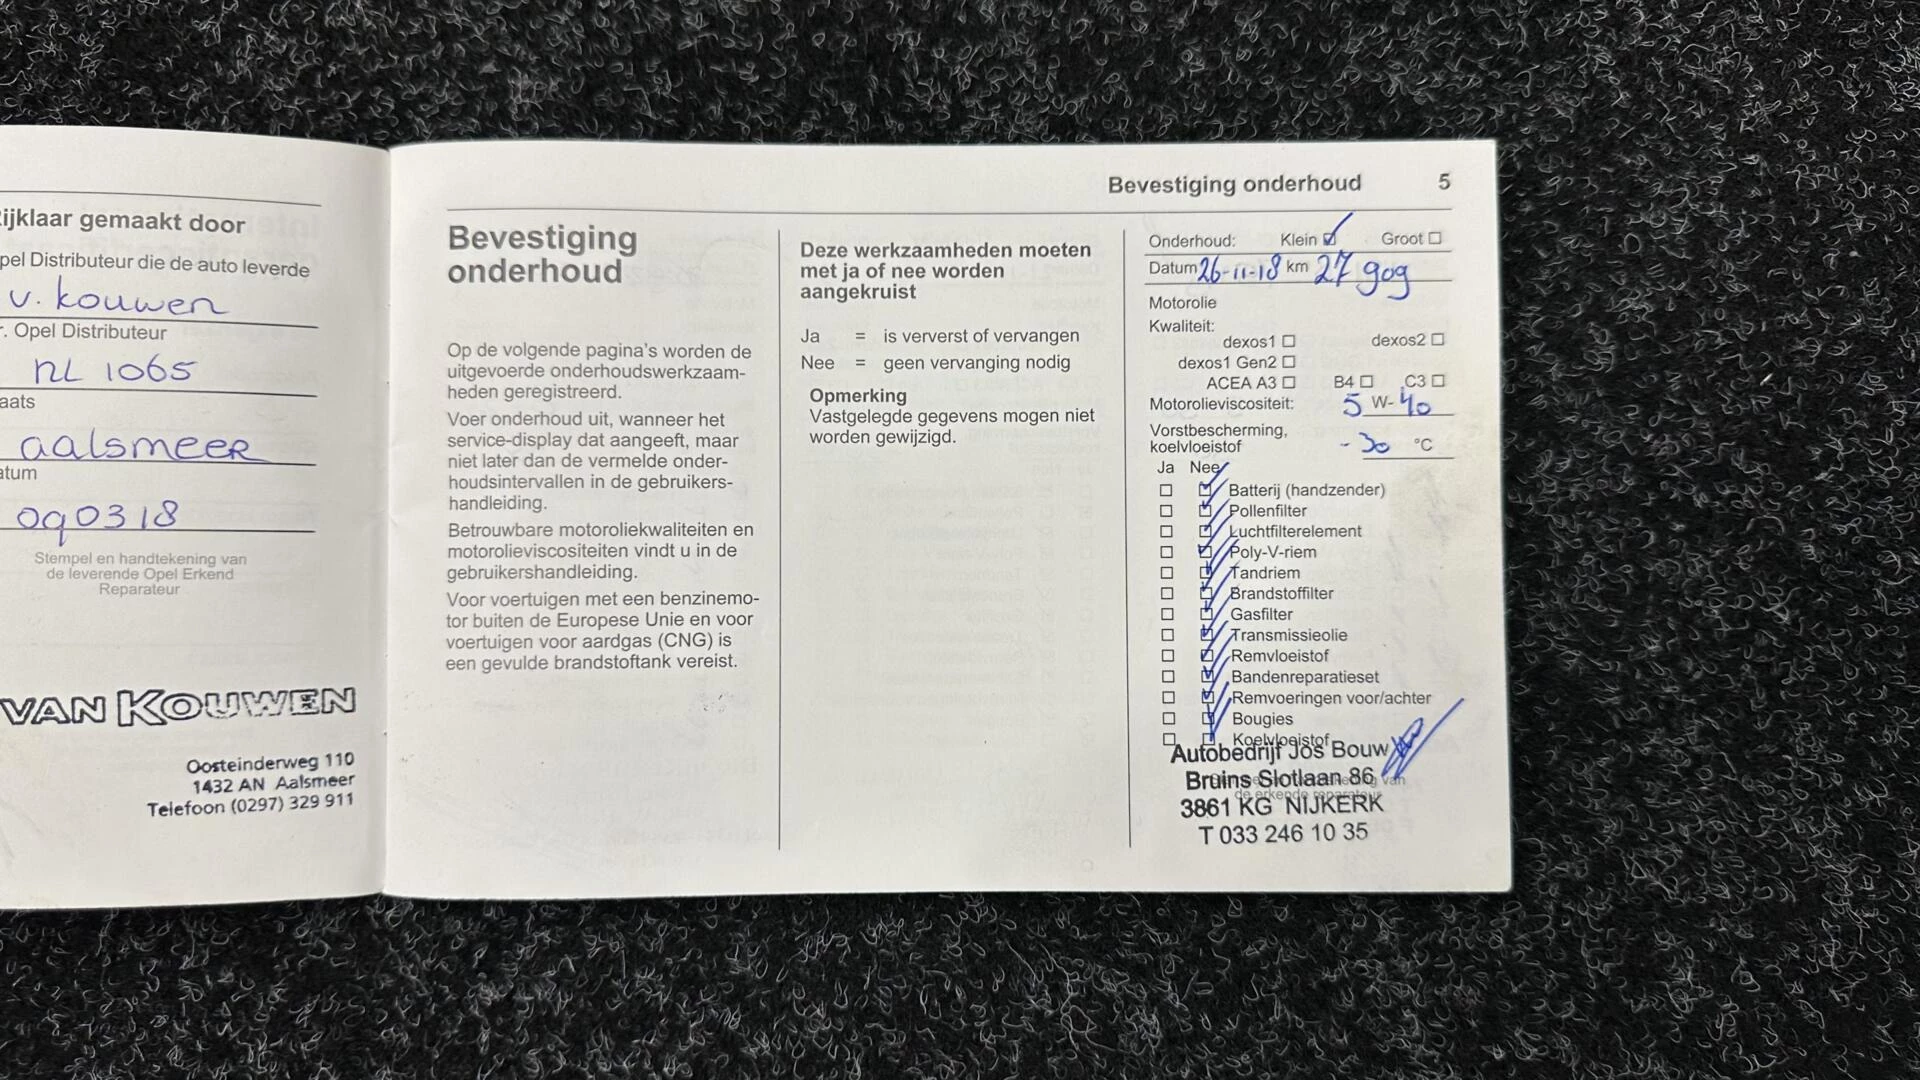 Rijklaar gemaakt door
pel Distributeur die de auto leverde
v. kouwen
r. Opel Distributeur
NL 1065
aats
aalsmeer
atum
090318
Stempel en handtekening van
de leverende Opel Erkend
Reparateur
VAN KOUWEN
Oosteinderweg 110
1432 AN Aalsmeer
Telefoon (0297) 329 911
Bevestiging onderhoud 5
Bevestiging
onderhoud
Op de volgende pagina's worden de
uitgevoerde onderhoudswerkzaam-
heden geregistreerd.
Voer onderhoud uit, wanneer het
service-display dat aangeeft, maar
niet later dan de vermelde onder-
houdsintervallen in de gebruikers-
handleiding.
Betrouwbare motoroliekwaliteiten en
motorolieviscositeiten vindt u in de
gebruikershandleiding.
Voor voertuigen met een benzinemo-
tor buiten de Europese Unie en voor
voertuigen voor aardgas (CNG) is
een gevulde brandstoftank vereist.
Deze werkzaamheden moeten
met ja of nee worden
aangekruist
Ja = is ververst of vervangen
Nee = geen vervanging nodig
Opmerking
Vastgelegde gegevens mogen niet
worden gewijzigd.
Onderhoud: Klein ☑ Groot ☐
Datum 26-11-18 km 27 909
Motorolie
Kwaliteit:
dexos1 ☐ dexos2 ☐
dexos1 Gen2 ☐
ACEA A3 ☐ B4 ☐ C3 ☐
Motorolieviscositeit: 5 W- 40
Vorstbescherming,
koelvloeistof -30 °C
Ja Nee
☐ ☑ Batterij (handzender)
☐ ☑ Pollenfilter
☐ ☑ Luchtfilterelement
☐ ☑ Poly-V-riem
☐ ☑ Tandriem
☐ ☑ Brandstoffilter
☐ ☑ Gasfilter
☐ ☑ Transmissieolie
☐ ☑ Remvloeistof
☐ ☑ Bandenreparatieset
☐ ☑ Remvoeringen voor/achter
☐ ☑ Bougies
☐ ☑ Koelvloeistof
Autobedrijf Jos Bouw
Bruins Slotlaan 86 van
de erkende reparateur
3861 KG NIJKERK
T 033 246 10 35